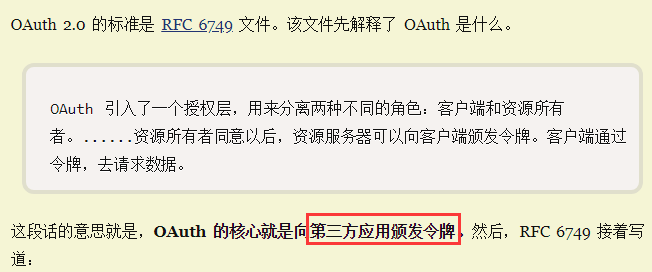 OAuth 2.0 的标准是 RFC 6749 文件。该文件先解释了 OAuth 是什么。
OAuth 引入了一个授权层，用来分离两种不同的角色：客户端和资源所有
者。......资源所有者同意以后，资源服务器可以向客户端颁发令牌。客户端通过
令牌，去请求数据。
这段话的意思就是，OAuth 的核心就是向第三方应用颁发令牌。然后，RFC 6749 接着写
道：